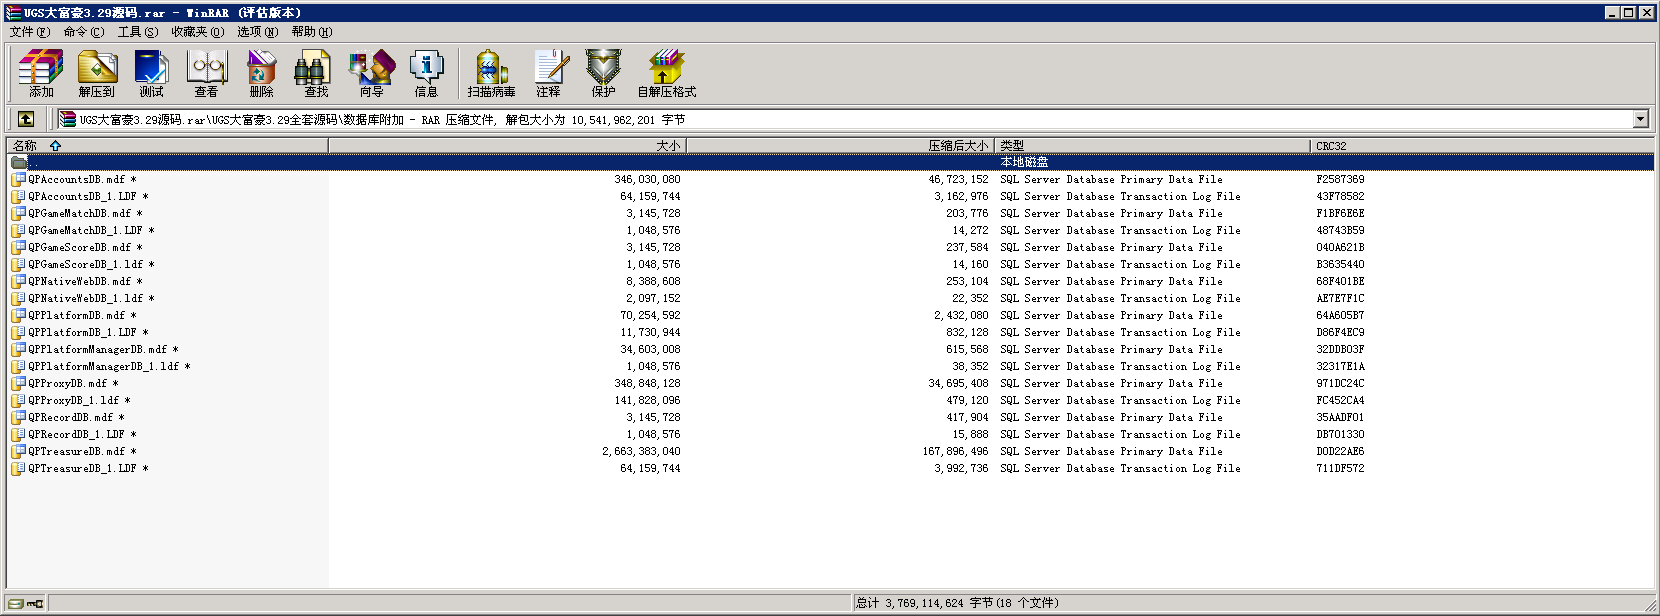 UGS大富豪3.29源码.rar - WinRAR (评估版本)
文件(F) 命令(C) 工具(S) 收藏夹(O) 选项(N) 帮助(H)
添加 解压到 测试 查看 删除 查找 向导 信息 扫描病毒 注释 保护 自解压格式
UGS大富豪3.29源码.rar\UGS大富豪3.29全套源码\数据库附加 - RAR 压缩文件, 解包大小为 10,541,962,201 字节
名称 大小 压缩后大小 类型 CRC32
.. 本地磁盘
QPAccountsDB.mdf * 346,030,080 46,723,152 SQL Server Database Primary Data File F2587369
QPAccountsDB_1.LDF * 64,159,744 3,162,976 SQL Server Database Transaction Log File 43F78582
QPGameMatchDB.mdf * 3,145,728 203,776 SQL Server Database Primary Data File F1BF6E6E
QPGameMatchDB_1.LDF * 1,048,576 14,272 SQL Server Database Transaction Log File 48743B59
QPGameScoreDB.mdf * 3,145,728 237,584 SQL Server Database Primary Data File 040A621B
QPGameScoreDB_1.ldf * 1,048,576 14,160 SQL Server Database Transaction Log File B3635440
QPNativeWebDB.mdf * 8,388,608 253,104 SQL Server Database Primary Data File 68F401BE
QPNativeWebDB_1.ldf * 2,097,152 22,352 SQL Server Database Transaction Log File AE7E7F1C
QPPlatformDB.mdf * 70,254,592 2,432,080 SQL Server Database Primary Data File 64A605B7
QPPlatformDB_1.LDF * 11,730,944 832,128 SQL Server Database Transaction Log File D86F4EC9
QPPlatformManagerDB.mdf * 34,603,008 615,568 SQL Server Database Primary Data File 32DDB03F
QPPlatformManagerDB_1.ldf * 1,048,576 38,352 SQL Server Database Transaction Log File 32317E1A
QPProxyDB.mdf * 348,848,128 34,695,408 SQL Server Database Primary Data File 971DC24C
QPProxyDB_1.ldf * 141,828,096 479,120 SQL Server Database Transaction Log File FC452CA4
QPRecordDB.mdf * 3,145,728 417,904 SQL Server Database Primary Data File 35AADF01
QPRecordDB_1.LDF * 1,048,576 15,888 SQL Server Database Transaction Log File DB701330
QPTreasureDB.mdf * 2,663,383,040 167,896,496 SQL Server Database Primary Data File D0D22AE6
QPTreasureDB_1.LDF * 64,159,744 3,992,736 SQL Server Database Transaction Log File 711DF572
总计 3,769,114,624 字节(18 个文件)